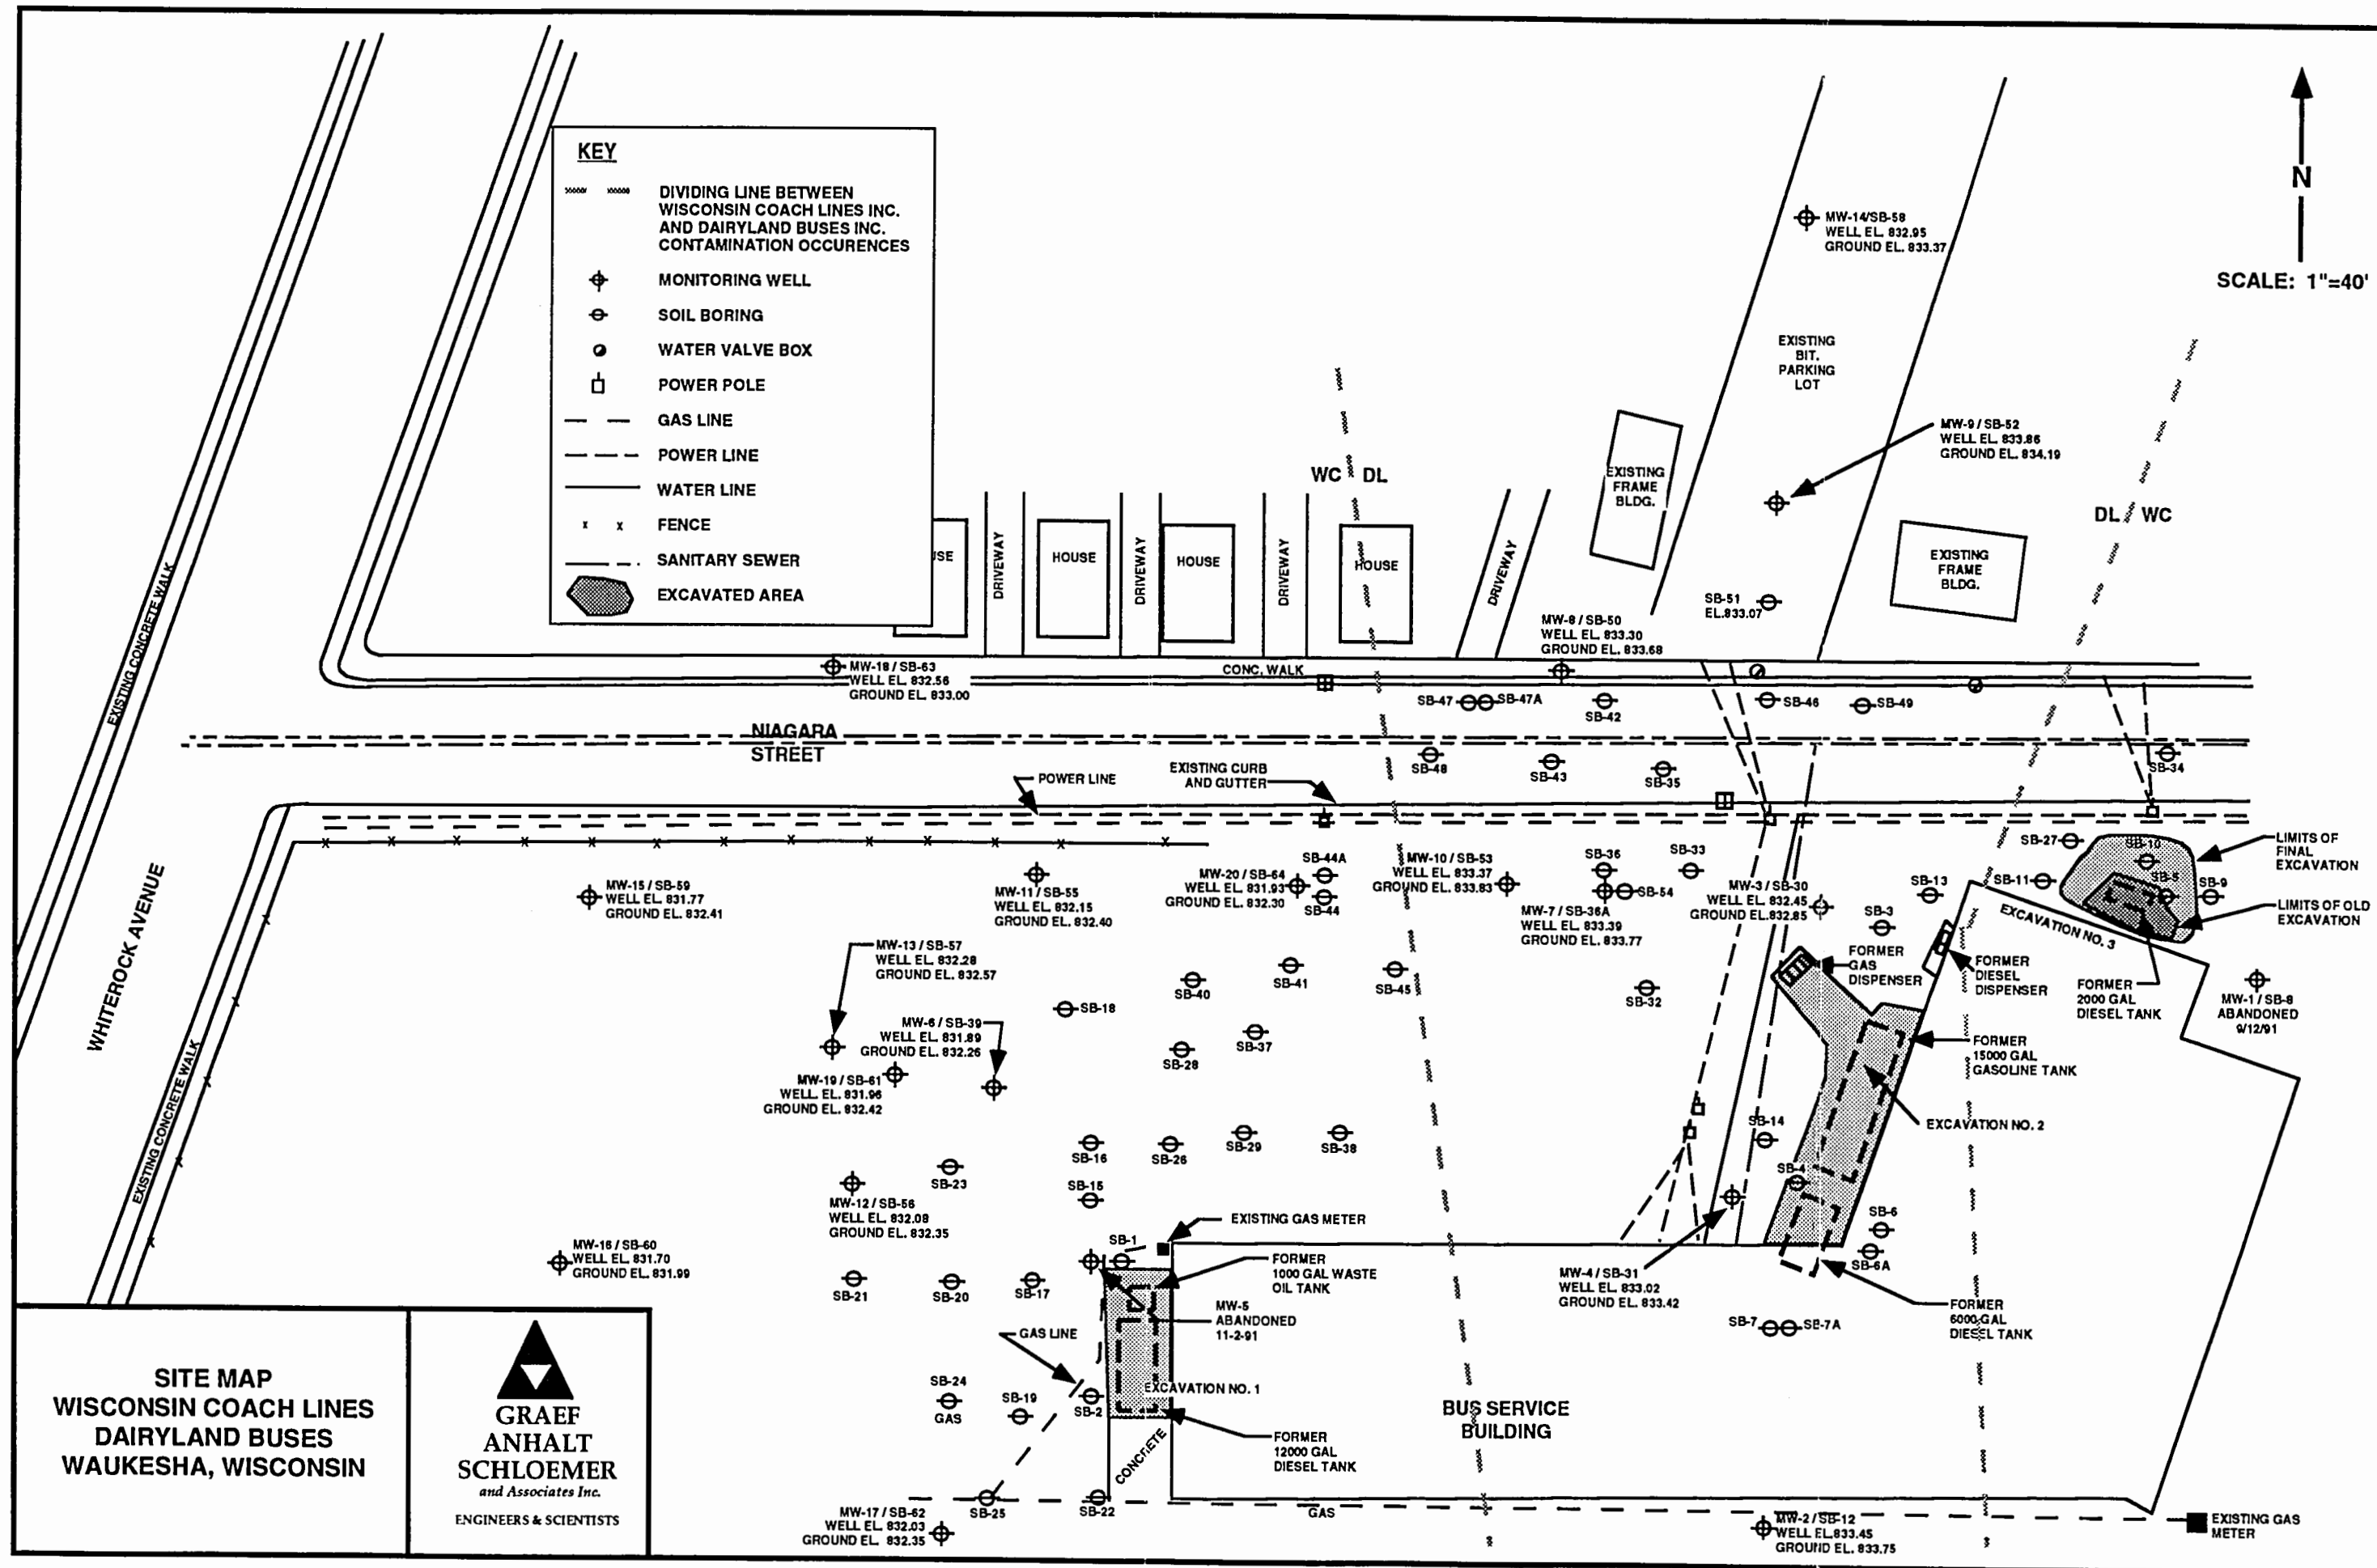 KEY
DIVIDING LINE BETWEEN
WISCONSIN COACH LINES INC.
AND DAIRYLAND BUSES INC.
CONTAMINATION OCCURENCES
MONITORING WELL
SOIL BORING
WATER VALVE BOX
POWER POLE
GAS LINE
POWER LINE
WATER LINE
x x FENCE
SANITARY SEWER
EXCAVATED AREA
N
SCALE: 1"=40'
MW-14/SB-58
WELL EL. 832.95
GROUND EL. 833.37
EXISTING
BIT.
PARKING
LOT
MW-9 / SB-52
WELL EL. 833.86
GROUND EL. 834.19
WC DL
DL WC
EXISTING
FRAME
BLDG.
EXISTING
FRAME
BLDG.
DRIVEWAY
HOUSE
DRIVEWAY
HOUSE
DRIVEWAY
HOUSE
DRIVEWAY
SB-51
EL.833.07
MW-8 / SB-50
WELL EL. 833.30
GROUND EL. 833.68
EXISTING CONCRETE WALK
MW-18 / SB-63
WELL EL. 832.56
GROUND EL. 833.00
CONC. WALK
SB-47
SB-47A
SB-42
SB-46
SB-49
NIAGARA
STREET
SB-48
SB-43
SB-35
SB-34
POWER LINE
EXISTING CURB
AND GUTTER
WHITEROCK AVENUE
EXISTING CONCRETE WALK
MW-15 / SB-59
WELL EL. 831.77
GROUND EL. 832.41
MW-11 / SB-55
WELL EL. 832.15
GROUND EL. 832.40
MW-20 / SB-64
WELL EL. 831.93
GROUND EL. 832.30
SB-44A
SB-44
MW-10 / SB-53
WELL EL. 833.37
GROUND EL. 833.83
SB-36
SB-54
MW-7 / SB-36A
WELL EL. 833.39
GROUND EL. 833.77
SB-33
MW-3 / SB-30
WELL EL. 832.45
GROUND EL. 832.85
SB-3
SB-13
SB-11
SB-27
SB-10
SB-5
SB-9
LIMITS OF
FINAL
EXCAVATION
LIMITS OF OLD
EXCAVATION
EXCAVATION NO. 3
FORMER
GAS
DISPENSER
FORMER
DIESEL
DISPENSER
FORMER
2000 GAL
DIESEL TANK
MW-1 / SB-8
ABANDONED
9/12/91
MW-13 / SB-57
WELL EL. 832.28
GROUND EL. 832.57
SB-18
SB-40
SB-41
SB-45
SB-32
MW-6 / SB-39
WELL EL. 831.89
GROUND EL. 832.26
SB-28
SB-37
MW-19 / SB-61
WELL EL. 831.96
GROUND EL. 832.42
FORMER
15000 GAL
GASOLINE TANK
EXCAVATION NO. 2
SB-14
SB-4
SB-16
SB-26
SB-29
SB-38
SB-23
SB-15
MW-12 / SB-56
WELL EL. 832.08
GROUND EL. 832.35
EXISTING GAS METER
SB-1
SB-6
SB-6A
MW-16 / SB-60
WELL EL. 831.70
GROUND EL. 831.99
SB-21
SB-20
SB-17
FORMER
1000 GAL WASTE
OIL TANK
MW-5
ABANDONED
11-2-91
MW-4 / SB-31
WELL EL. 833.02
GROUND EL. 833.42
FORMER
6000 GAL
DIESEL TANK
SB-7
SB-7A
GAS LINE
SB-24
GAS
SB-19
SB-2
EXCAVATION NO. 1
FORMER
12000 GAL
DIESEL TANK
CONCRETE
BUS SERVICE
BUILDING
SB-25
SB-22
GAS
MW-17 / SB-62
WELL EL. 832.03
GROUND EL. 832.35
MW-2 / SB-12
WELL EL.833.45
GROUND EL. 833.75
EXISTING GAS
METER
SITE MAP
WISCONSIN COACH LINES
DAIRYLAND BUSES
WAUKESHA, WISCONSIN
GRAEF
ANHALT
SCHLOEMER
and Associates Inc.
ENGINEERS & SCIENTISTS